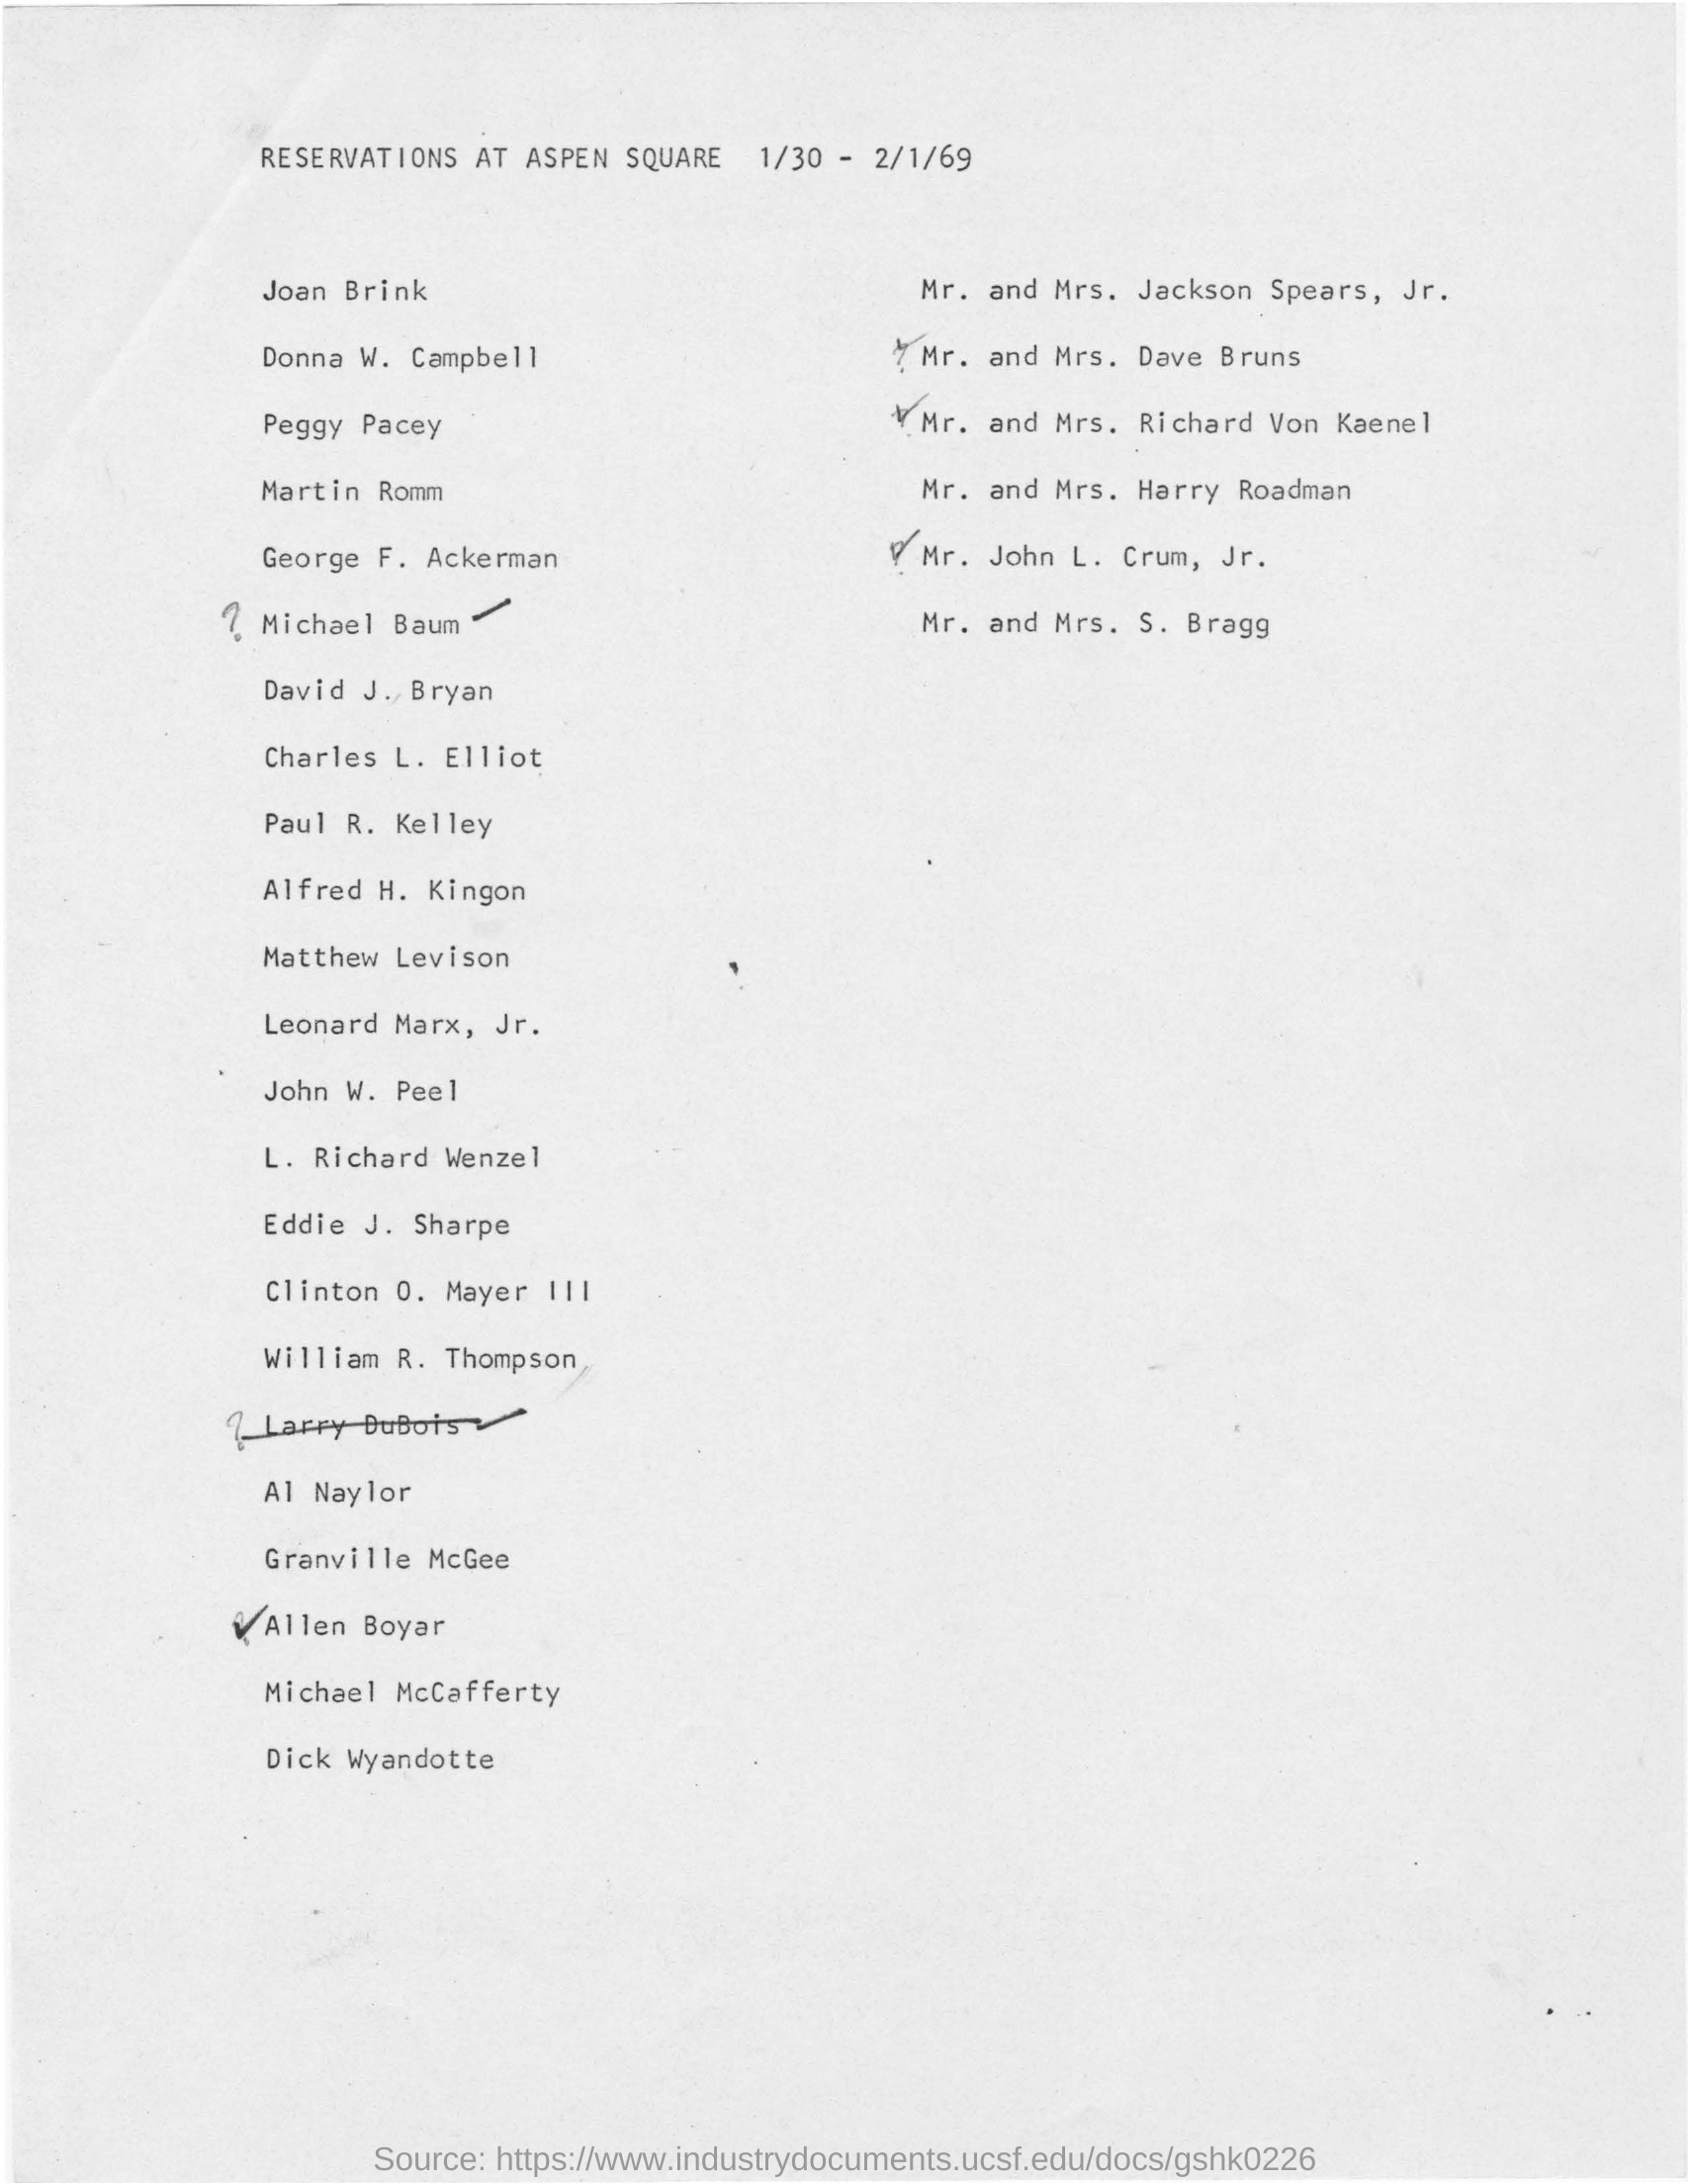 RESERVATIONS AT ASPEN SQUARE 1/30 - 2/1/69
Joan Brink
Donna W. Campbell
Peggy Pacey
Martin Romm
George F. Ackerman
? Michael Baum ✓
David J. Bryan
Charles L. Elliot
Paul R. Kelley
Alfred H. Kingon
Matthew Levison
Leonard Marx, Jr.
John W. Peel
L. Richard Wenzel
Eddie J. Sharpe
Clinton O. Mayer III
William R. Thompson
? Larry DuBois ✓
Al Naylor
Granville McGee
✓ Allen Boyar
Michael McCafferty
Dick Wyandotte
Mr. and Mrs. Jackson Spears, Jr.
✓ Mr. and Mrs. Dave Bruns
✓ Mr. and Mrs. Richard Von Kaenel
Mr. and Mrs. Harry Roadman
✓ Mr. John L. Crum, Jr.
Mr. and Mrs. S. Bragg
Source: https://www.industrydocuments.ucsf.edu/docs/gshk0226